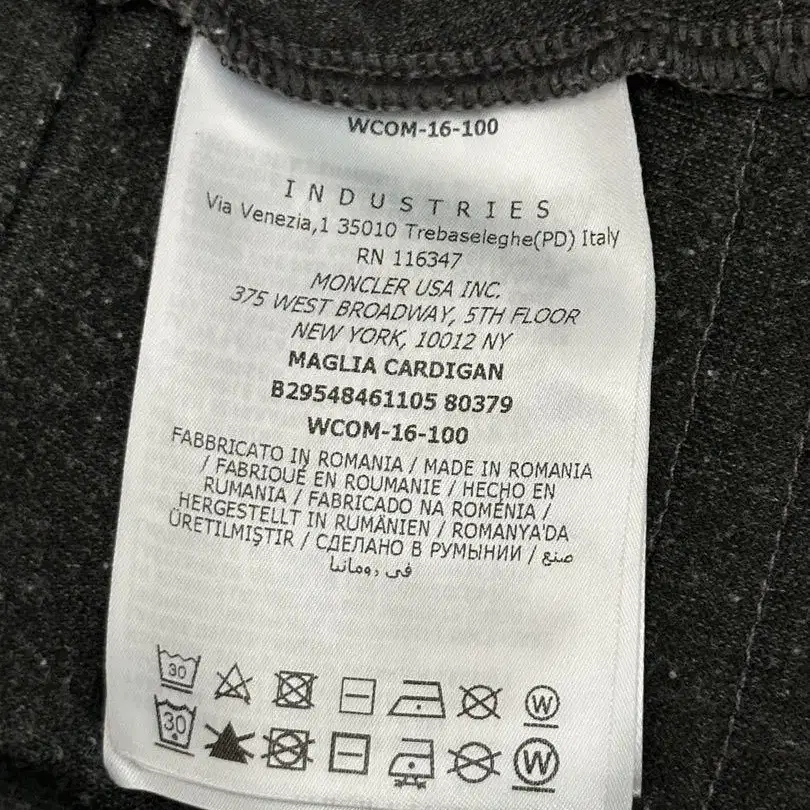 WCOM-16-100
INDUSTRIES
Via Venezia,1 35010 Trebaseleghe(PD) Italy
RN 116347
MONCLER USA INC.
375 WEST BROADWAY, 5TH FLOOR
NEW YORK, 10012 NY
MAGLIA CARDIGAN
B29548461105 80379
WCOM-16-100
FABBRICATO IN ROMANIA / MADE IN ROMANIA
/ FABRIQUÉ EN ROUMANIE / HECHO EN
RUMANIA / FABRICADO NA ROMÉNIA /
HERGESTELLT IN RUMÄNIEN / ROMANYA'DA
ÜRETILMIŞTIR / СДЕЛАНО В РУМЫНИИ / صنع
في رومانيا
30 W
30 W